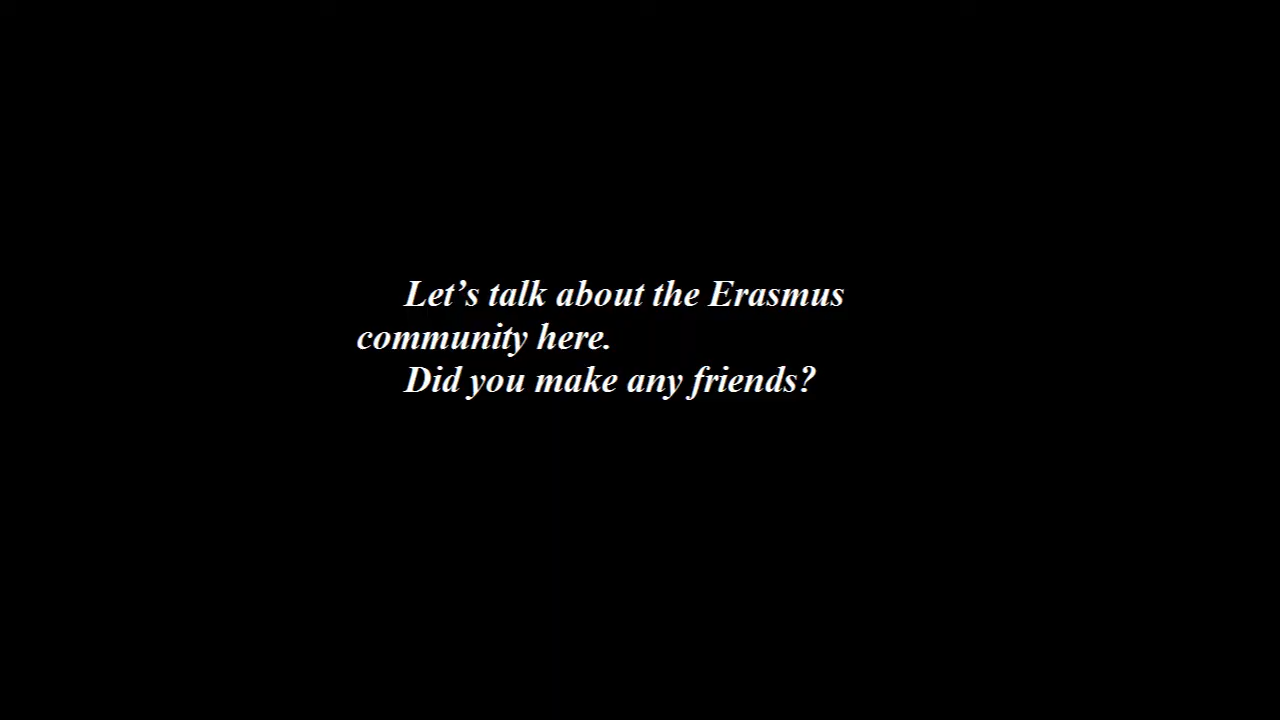 Let’s talk about the Erasmus
community here.
Did you make any friends?